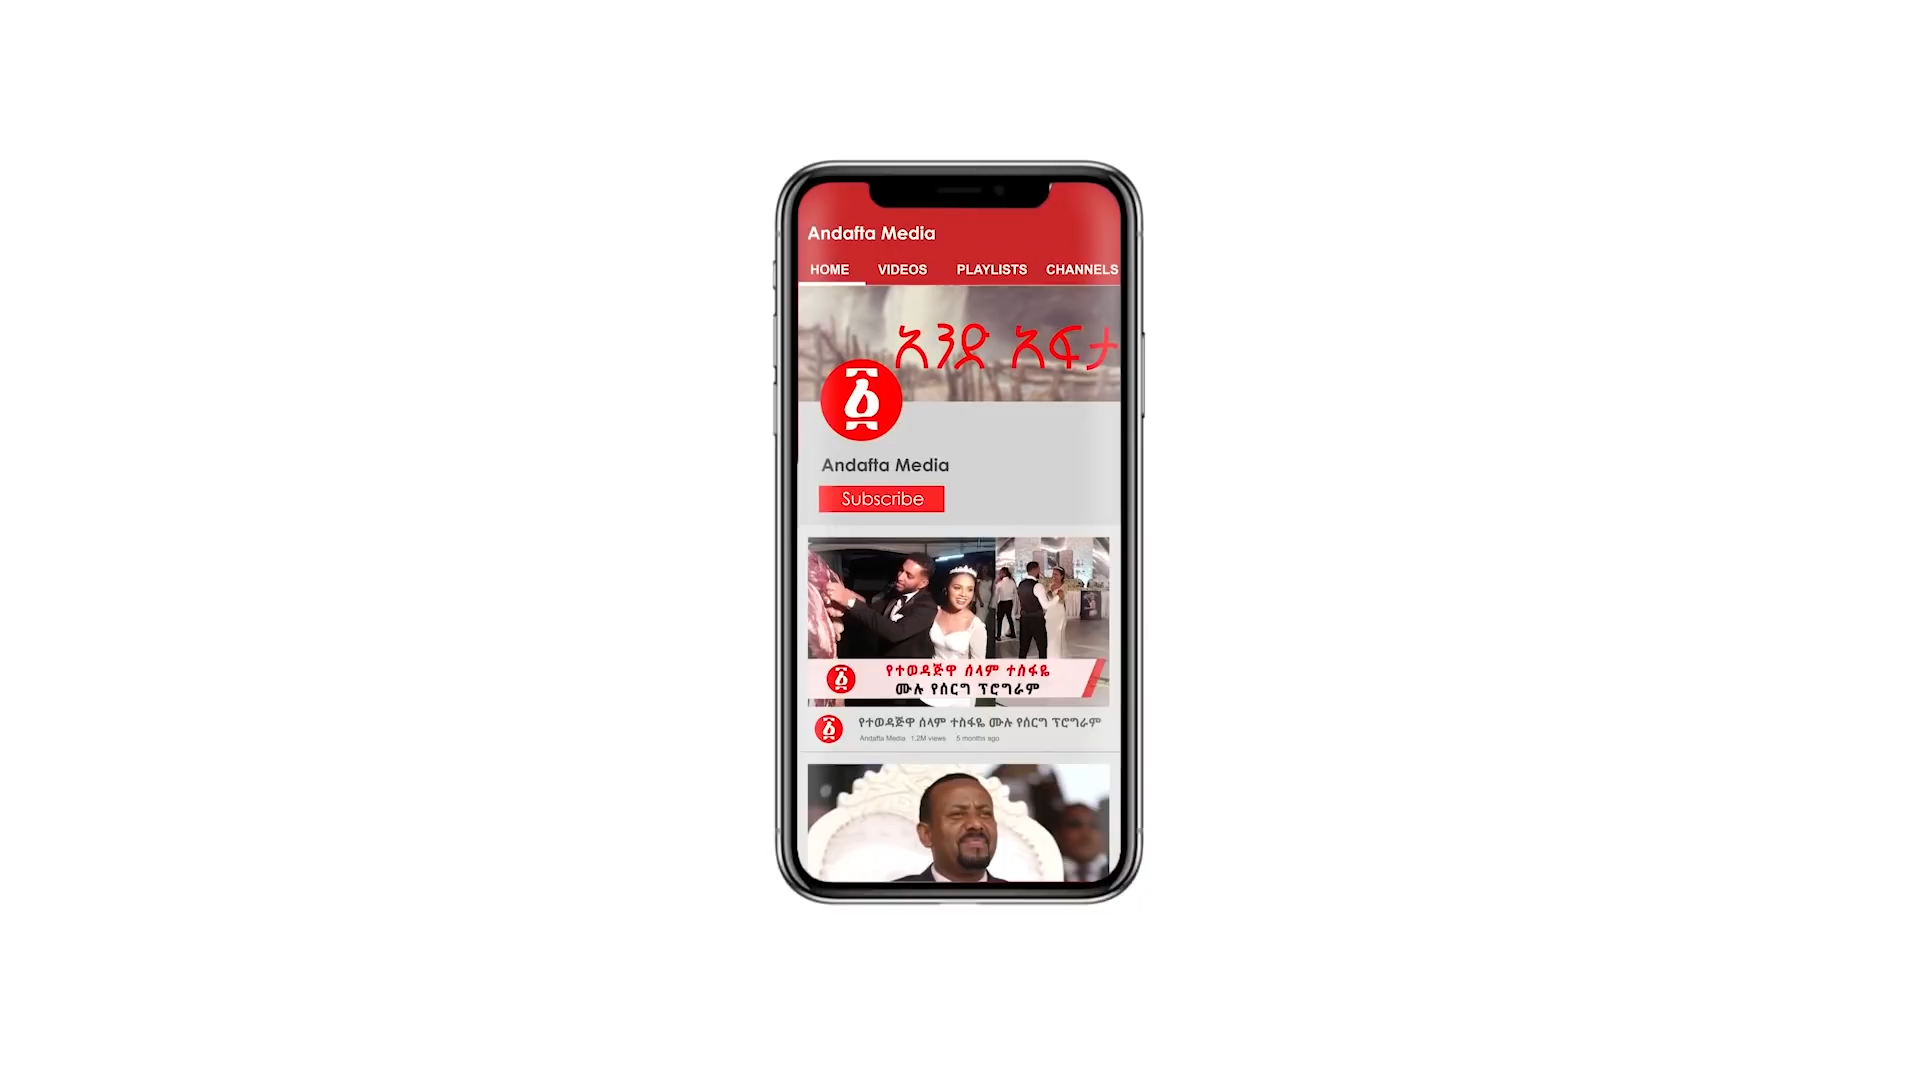 Andafta Media
HOME VIDEOS PLAYLISTS CHANNELS
አንድ አፍታ
Andafta Media
Subscribe
የተወዳጅዋ ሰላም ተስፋዬ
ሙሉ የሰርግ ፕሮግራም
የተወዳጅዋ ሰላም ተስፋዬ ሙሉ የሰርግ ፕሮግራም
Andafta Media 1.2M views 5 months ago